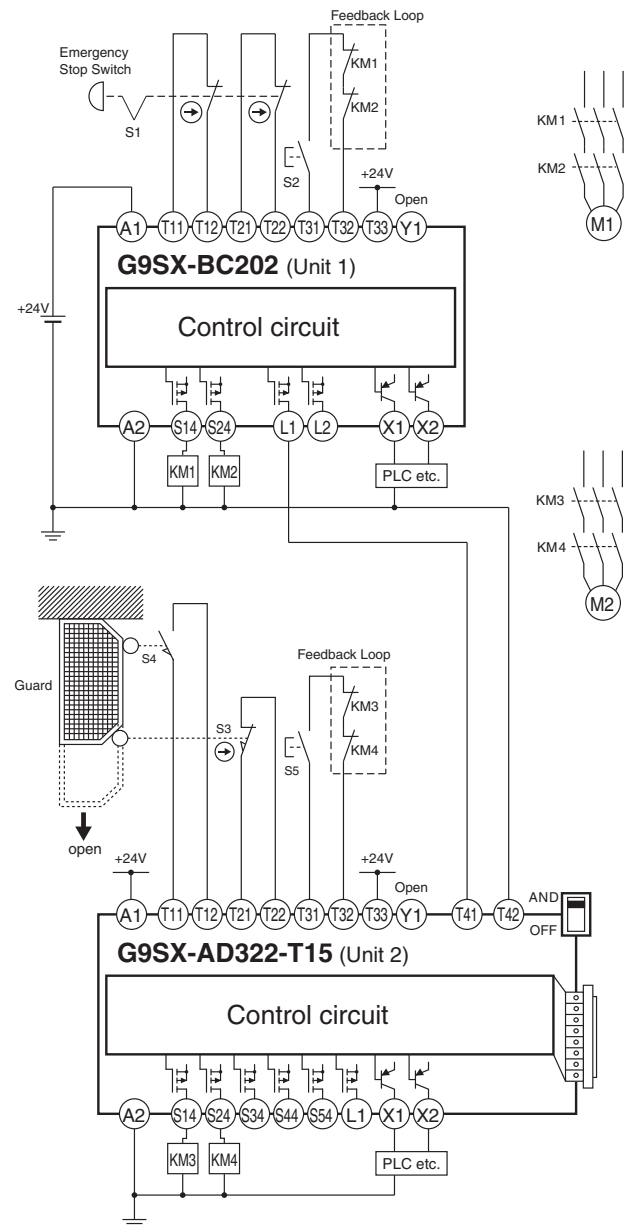 Feedback Loop
Emergency
Stop Switch
KM1
KM2
S1
S2
+24V
Open
A1 T11 T12 T21 T22 T31 T32 T33 Y1
G9SX-BC202 (Unit 1)
+24V
Control circuit
A2 S14 S24 L1 L2 X1 X2
KM1 KM2 PLC etc.
KM1
KM2
M1
KM3
KM4
M2
Guard
S4
Feedback Loop
S3
KM3
KM4
S5
open
+24V
+24V
Open
AND
OFF
A1 T11 T12 T21 T22 T31 T32 T33 Y1 T41 T42
G9SX-AD322-T15 (Unit 2)
Control circuit
A2 S14 S24 S34 S44 S54 L1 X1 X2
KM3 KM4 PLC etc.